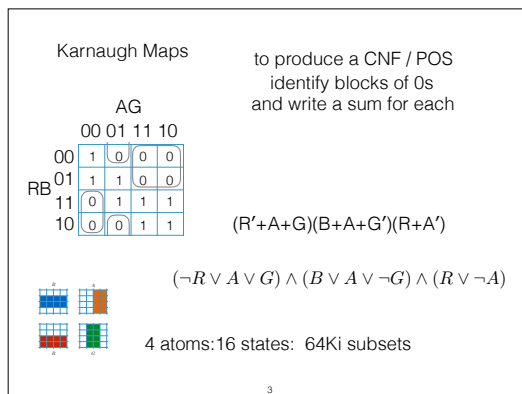 Karnaugh Maps
to produce a CNF / POS
identify blocks of 0s
and write a sum for each
AG
00 01 11 10
RB
00 1 0 0 0
01 1 1 0 0
11 0 1 1 1
10 0 0 1 1
(R′+A+G)(B+A+G′)(R+A′)
(¬R ∨ A ∨ G) ∧ (B ∨ A ∨ ¬G) ∧ (R ∨ ¬A)
B A
R G
4 atoms:16 states: 64Ki subsets
3